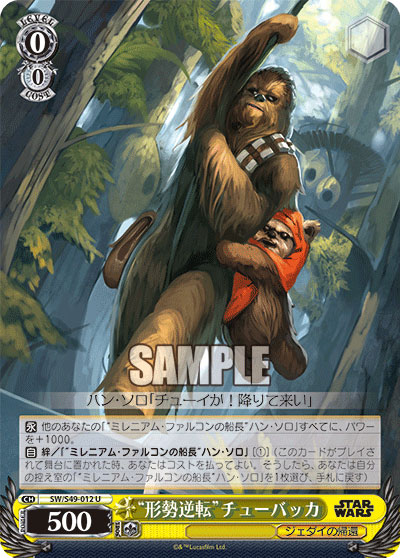 LEVEL
0
0
COST
SAMPLE
ハン・ソロ「チューイが！降りて来い」
永 他のあなたの「“ミレニアム・ファルコンの船長”ハン・ソロ」すべてに、パワー
を＋1000。
自 絆／「“ミレニアム・ファルコンの船長”ハン・ソロ」［①］（このカードがプレイさ
れて舞台に置かれた時、あなたはコストを払ってよい。そうしたら、あなたは自
分の控え室の「“ミレニアム・ファルコンの船長”ハン・ソロ」を1枚選び、手札に戻す）
CH SW/S49-012 U
POWER
500
“形勢逆転”チューバッカ
STAR WARS
ジェダイの帰還
©&™Lucasfilm Ltd.